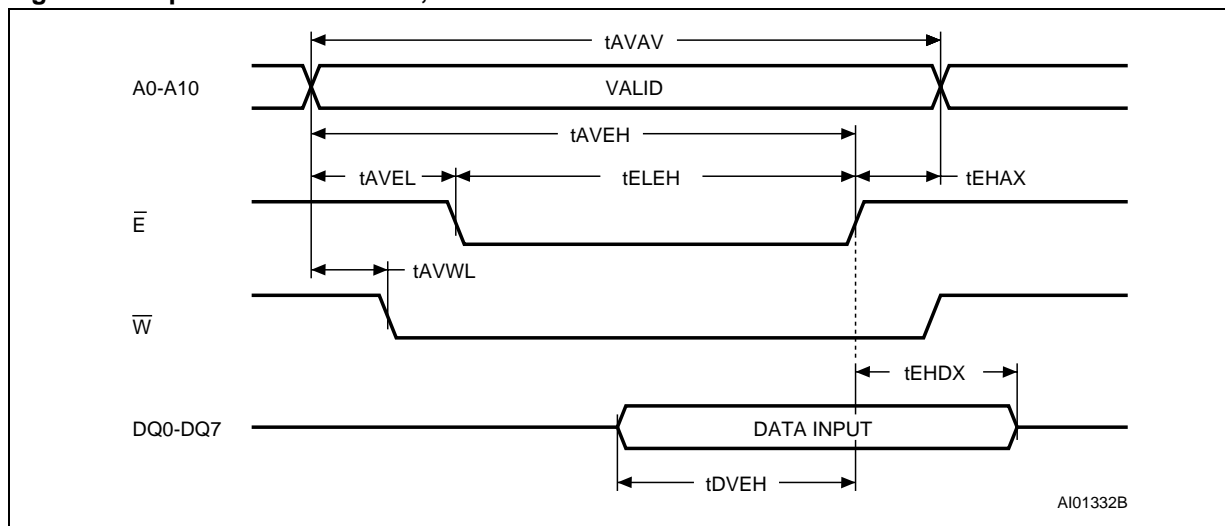 tAVAV
A0-A10
VALID
tAVEH
tAVEL
tELEH
tEHAX
E
tAVWL
W
tEHDX
DQ0-DQ7
DATA INPUT
tDVEH
AI01332B